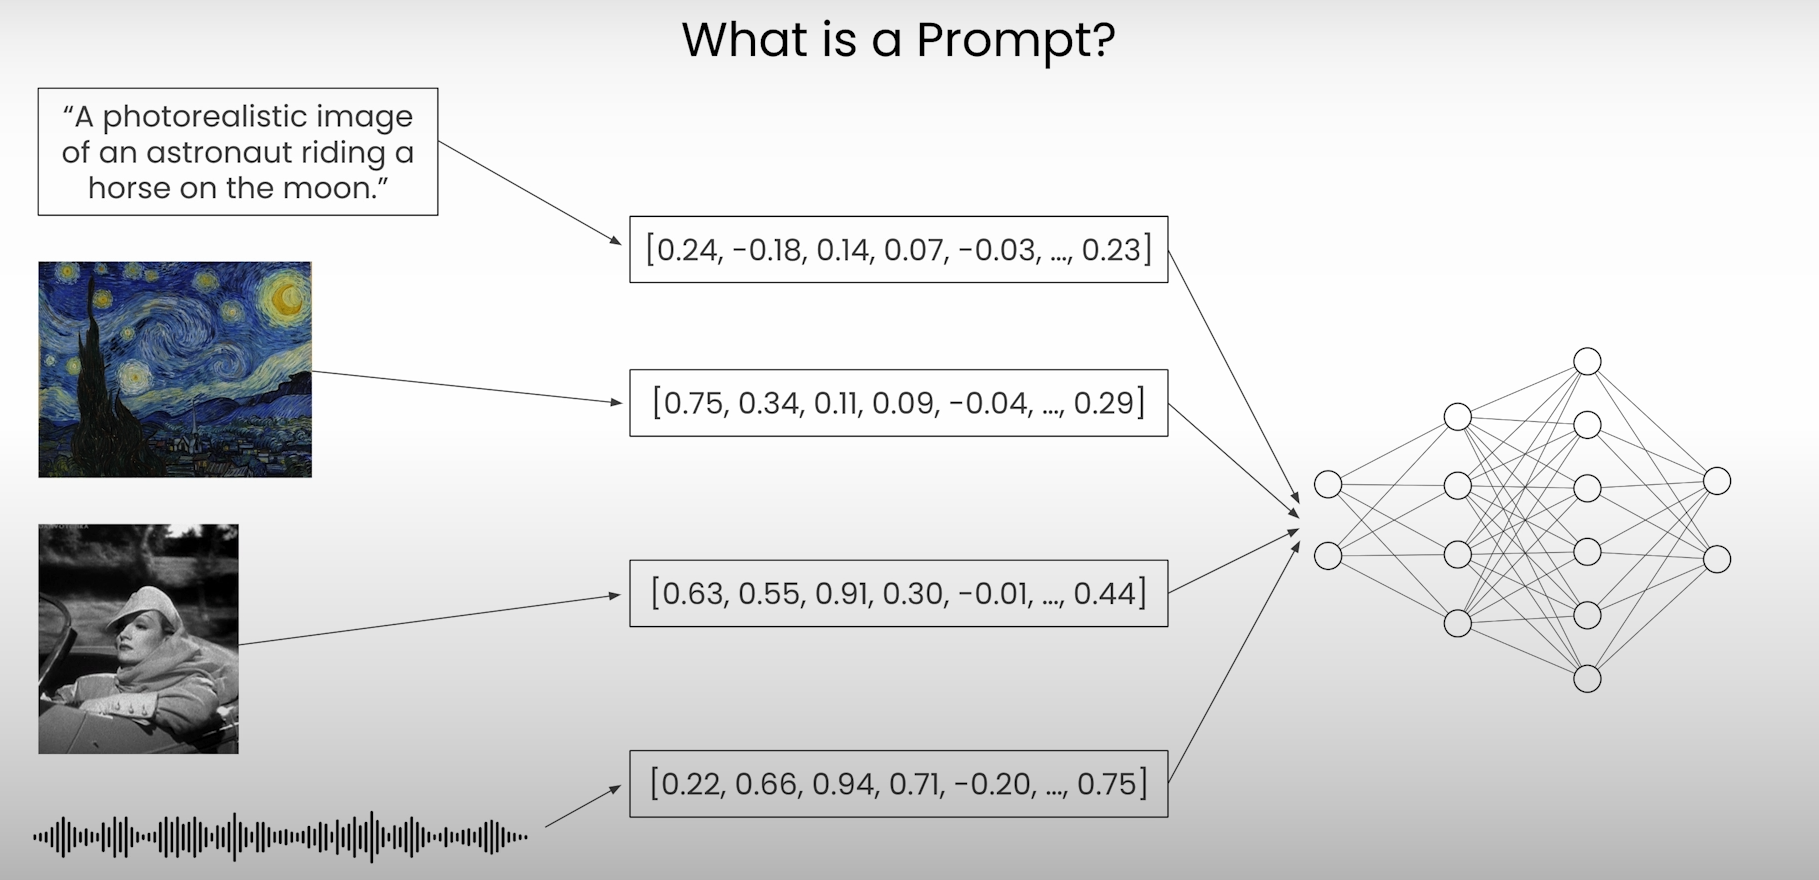 What is a Prompt?
“A photorealistic image
of an astronaut riding a
horse on the moon.”
[0.24, −0.18, 0.14, 0.07, −0.03, ..., 0.23]
[0.75, 0.34, 0.11, 0.09, −0.04, ..., 0.29]
[0.63, 0.55, 0.91, 0.30, −0.01, ..., 0.44]
[0.22, 0.66, 0.94, 0.71, −0.20, ..., 0.75]